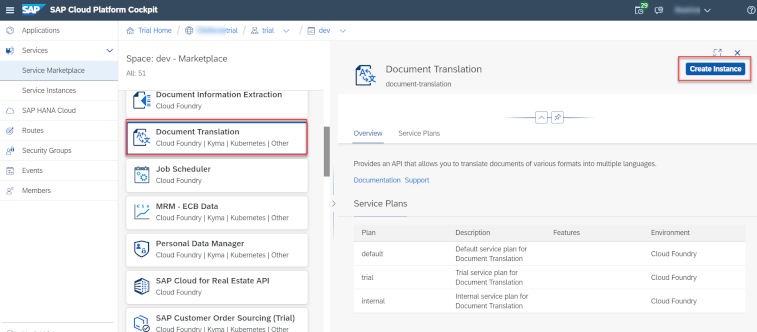 SAP
SAP Cloud Platform Cockpit
29
Applications
Services
Service Marketplace
Service Instances
SAP HANA Cloud
Routes
Security Groups
Events
Members
Trial Home /
trial /
trial
/
dev
Space: dev - Marketplace
All: 51
Document Information Extraction
Cloud Foundry
Document Translation
Cloud Foundry | Kyma | Kubernetes | Other
Job Scheduler
Cloud Foundry
MRM - ECB Data
Cloud Foundry | Kyma | Kubernetes | Other
Personal Data Manager
Cloud Foundry | Kyma | Kubernetes | Other
SAP Cloud for Real Estate API
Cloud Foundry
SAP Customer Order Sourcing (Trial)
Cloud Foundry | Kyma | Kubernetes | Other
Document Translation
document-translation
Create Instance
Overview
Service Plans
Provides an API that allows you to translate documents of various formats into multiple languages.
Documentation Support
Service Plans
Plan Description Features Environment
default Default service plan for Document Translation Cloud Foundry
trial Trial service plan for Document Translation Cloud Foundry
internal Internal service plan for Document Translation Cloud Foundry